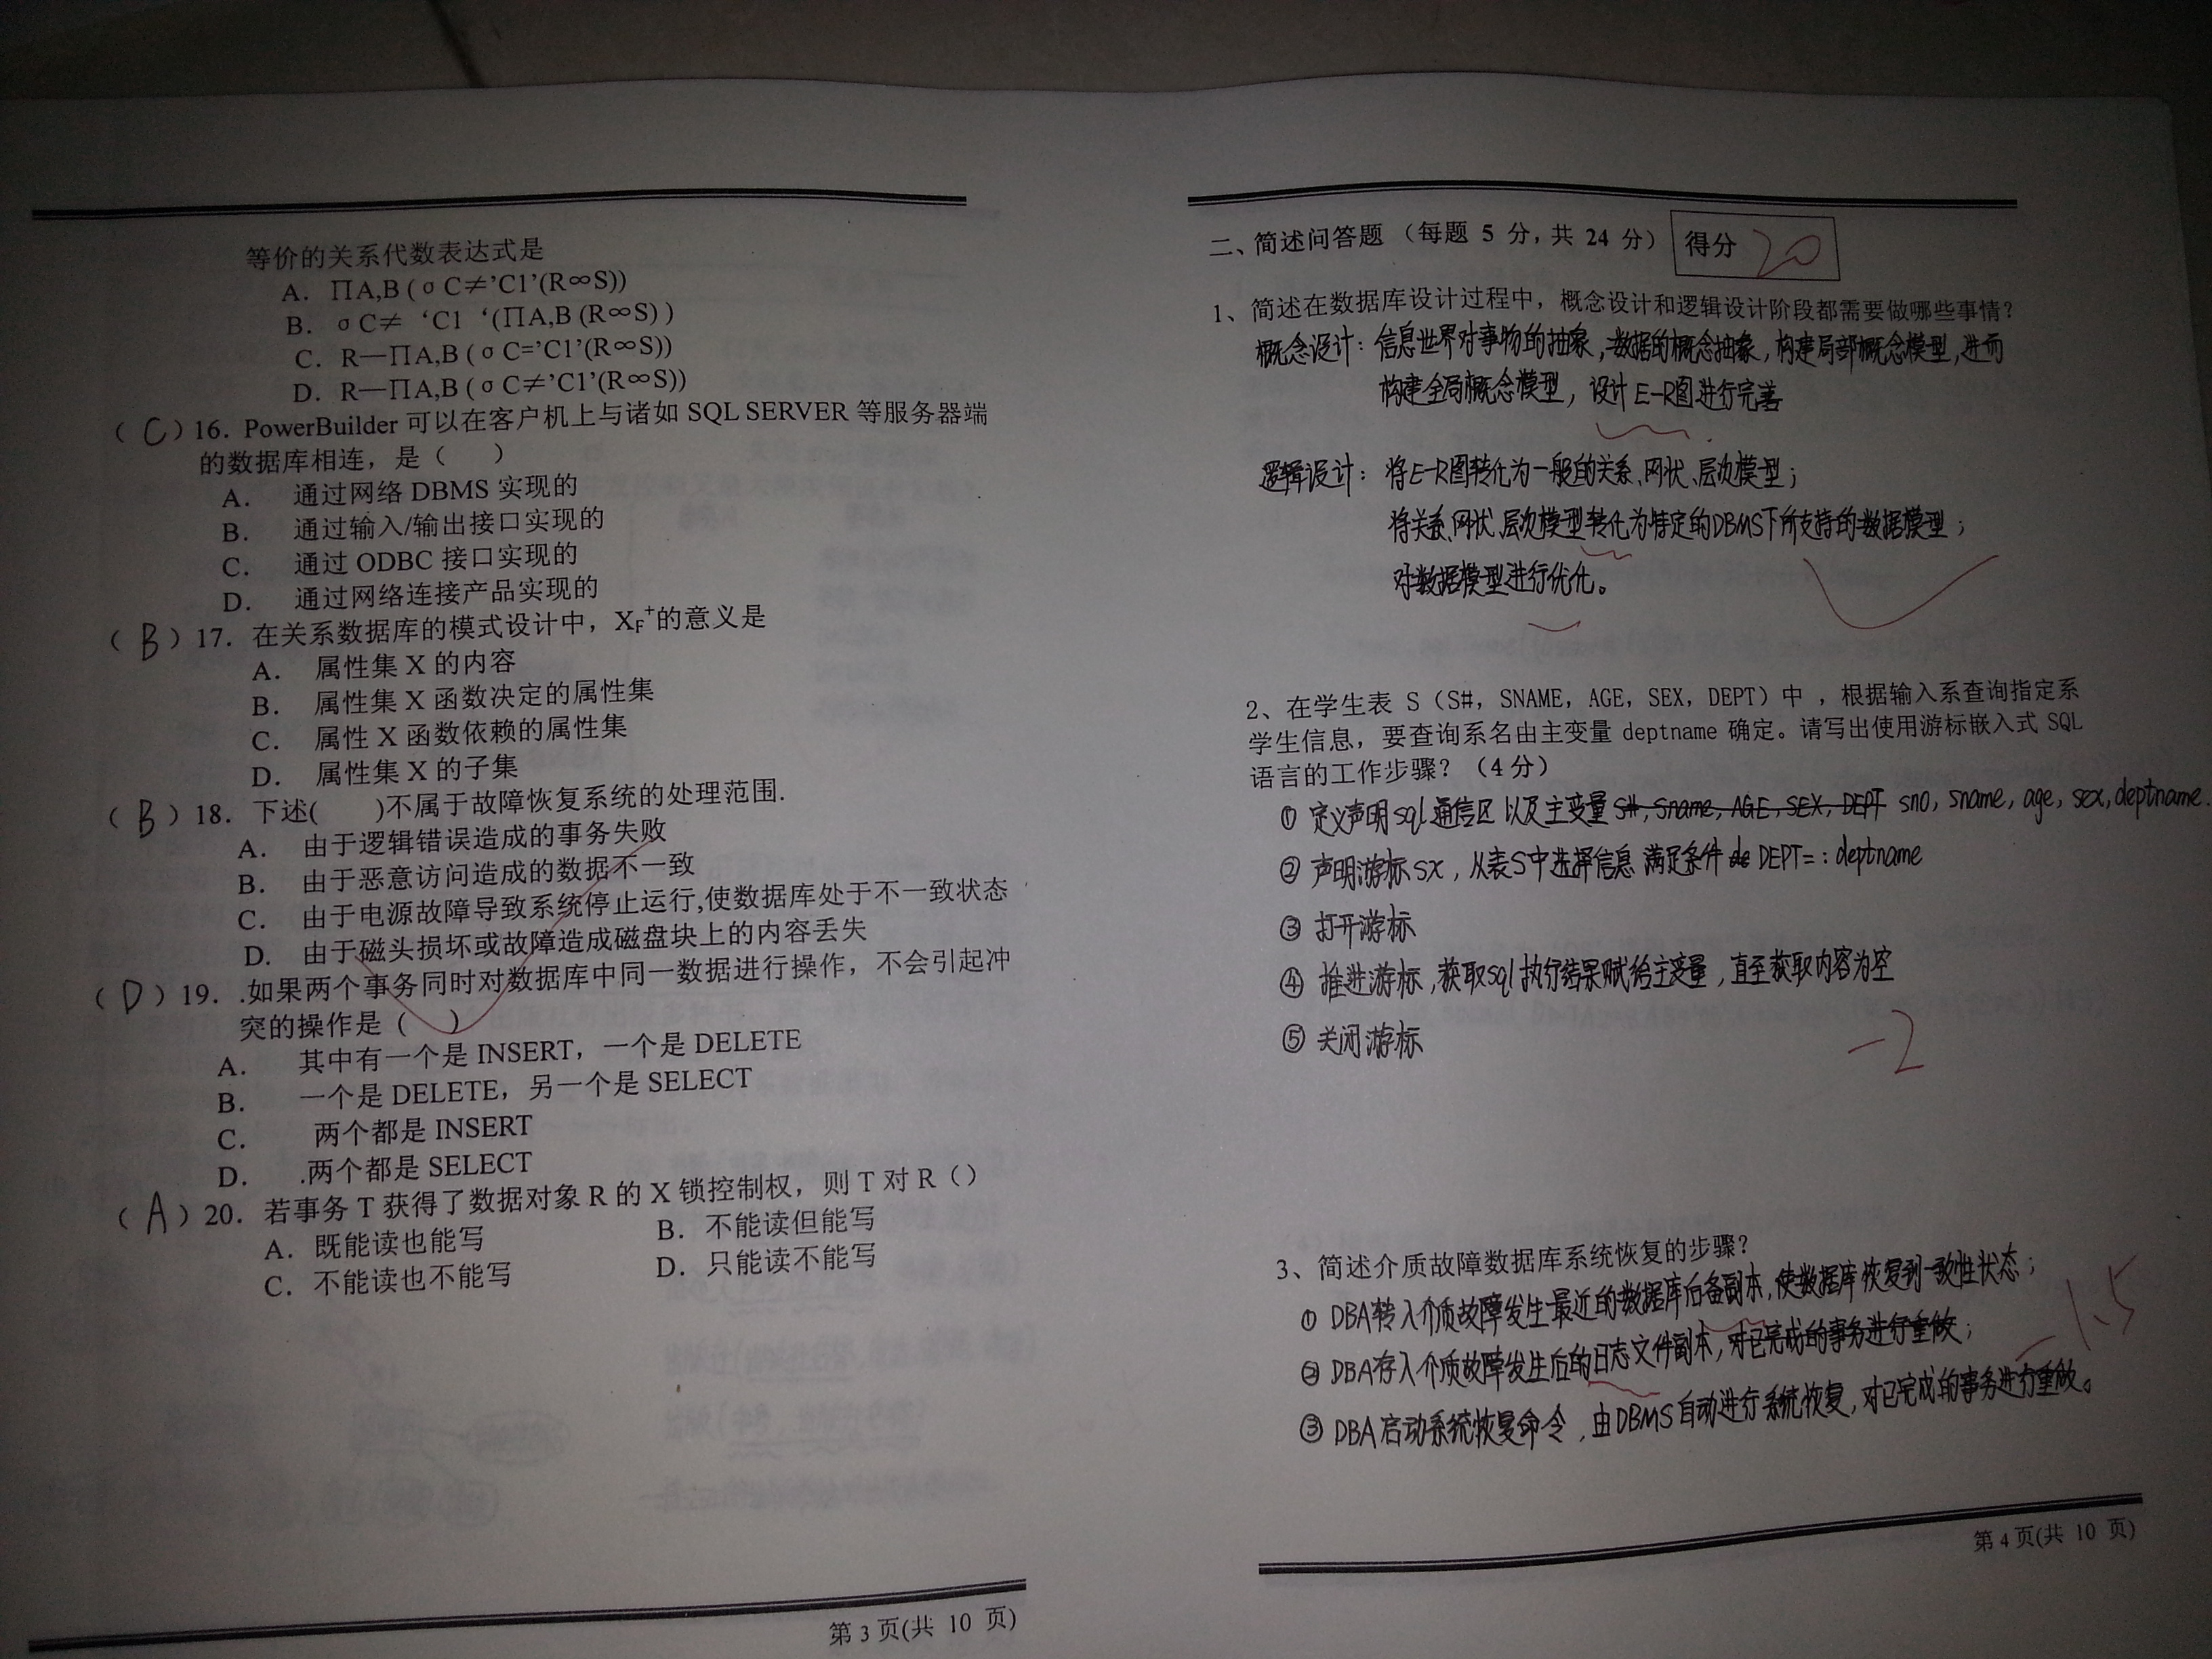 等价的关系代数表达式是
A. ∏A,B (σ C≠’C1’(R∞S))
B. σ C≠ ‘C1 ‘(∏A,B (R∞S) )
C. R—∏A,B (σ C=’C1’(R∞S))
D. R—∏A,B (σ C≠’C1’(R∞S))
( C ) 16. PowerBuilder 可以在客户机上与诸如 SQL SERVER 等服务器端
的数据库相连，是（ ）
A. 通过网络 DBMS 实现的
B. 通过输入/输出接口实现的
C. 通过 ODBC 接口实现的
D. 通过网络连接产品实现的
( B ) 17. 在关系数据库的模式设计中，X_F^+的意义是
A. 属性集 X 的内容
B. 属性集 X 函数决定的属性集
C. 属性 X 函数依赖的属性集
D. 属性集 X 的子集
( B ) 18. 下述( )不属于故障恢复系统的处理范围.
A. 由于逻辑错误造成的事务失败
B. 由于恶意访问造成的数据不一致
C. 由于电源故障导致系统停止运行,使数据库处于不一致状态
D. 由于磁头损坏或故障造成磁盘块上的内容丢失
( D ) 19. .如果两个事务同时对数据库中同一数据进行操作，不会引起冲
突的操作是（ ）
A. 其中有一个是 INSERT，一个是 DELETE
B. 一个是 DELETE，另一个是 SELECT
C. 两个都是 INSERT
D. .两个都是 SELECT
( A ) 20. 若事务 T 获得了数据对象 R 的 X 锁控制权，则 T 对 R（）
A. 既能读也能写 B. 不能读但能写
C. 不能读也不能写 D. 只能读不能写
第 3 页(共 10 页)
二、简述问答题 （每题 5 分，共 24 分） 得分 20
1、简述在数据库设计过程中，概念设计和逻辑设计阶段都需要做哪些事情？
概念设计：信息世界对事物的抽象，数据的概念抽象，构建局部概念模型，进而
构建全局概念模型，设计E-R图进行完善
逻辑设计：将E-R图转化为一般的关系、网状、层次模型；
将关系、网状、层次模型转化为特定的DBMS下所支持的数据模型；
对数据模型进行优化。
2、在学生表 S（S#，SNAME，AGE，SEX，DEPT）中 ，根据输入系查询指定系
学生信息，要查询系名由主变量 deptname 确定。请写出使用游标嵌入式 SQL
语言的工作步骤？（4 分）
① 定义声明sql通信区 以及主变量 S#, Sname, AGE, SEX, DEPT sno, sname, age, sex, deptname.
② 声明游标SX，从表S中选择信息 满足条件 de DEPT=：deptname
③ 打开游标
④ 推进游标，获取sql执行结果赋给主变量，直至获取内容为空
⑤ 关闭游标
-2
3、简述介质故障数据库系统恢复的步骤？
① DBA转入介质故障发生最近的数据库后备副本，使数据库恢复到一致性状态；
② DBA存入介质故障发生后的日志文件副本，对已完成的事务进行重做；
-1.5
③ DBA启动系统恢复命令，由DBMS自动进行系统恢复，对已完成的事务进行重做。
第 4 页(共 10 页)